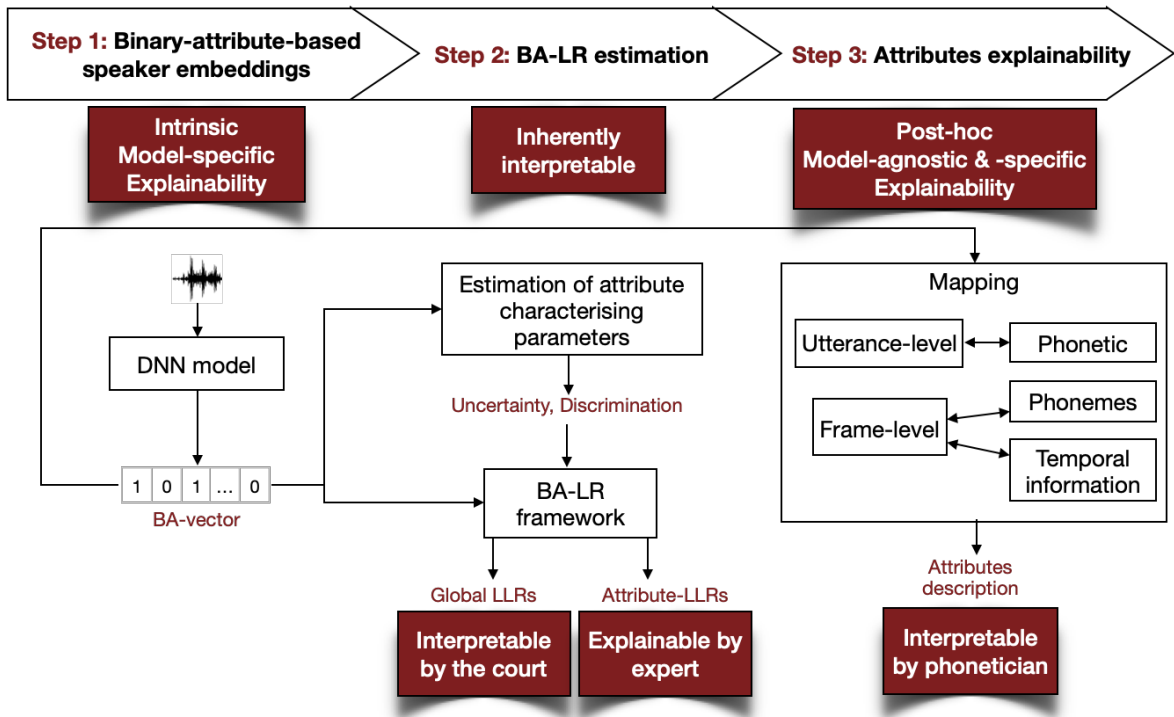 Step 1: Binary-attribute-based
speaker embeddings
Step 2: BA-LR estimation
Step 3: Attributes explainability
Intrinsic
Model-specific
Explainability
Inherently
interpretable
Post-hoc
Model-agnostic & -specific
Explainability
DNN model
1 0 1 ... 0
BA-vector
Estimation of attribute
characterising
parameters
Uncertainty, Discrimination
BA-LR
framework
Global LLRs
Attribute-LLRs
Interpretable
by the court
Explainable by
expert
Mapping
Utterance-level
Phonetic
Frame-level
Phonemes
Temporal
information
Attributes
description
Interpretable
by phonetician